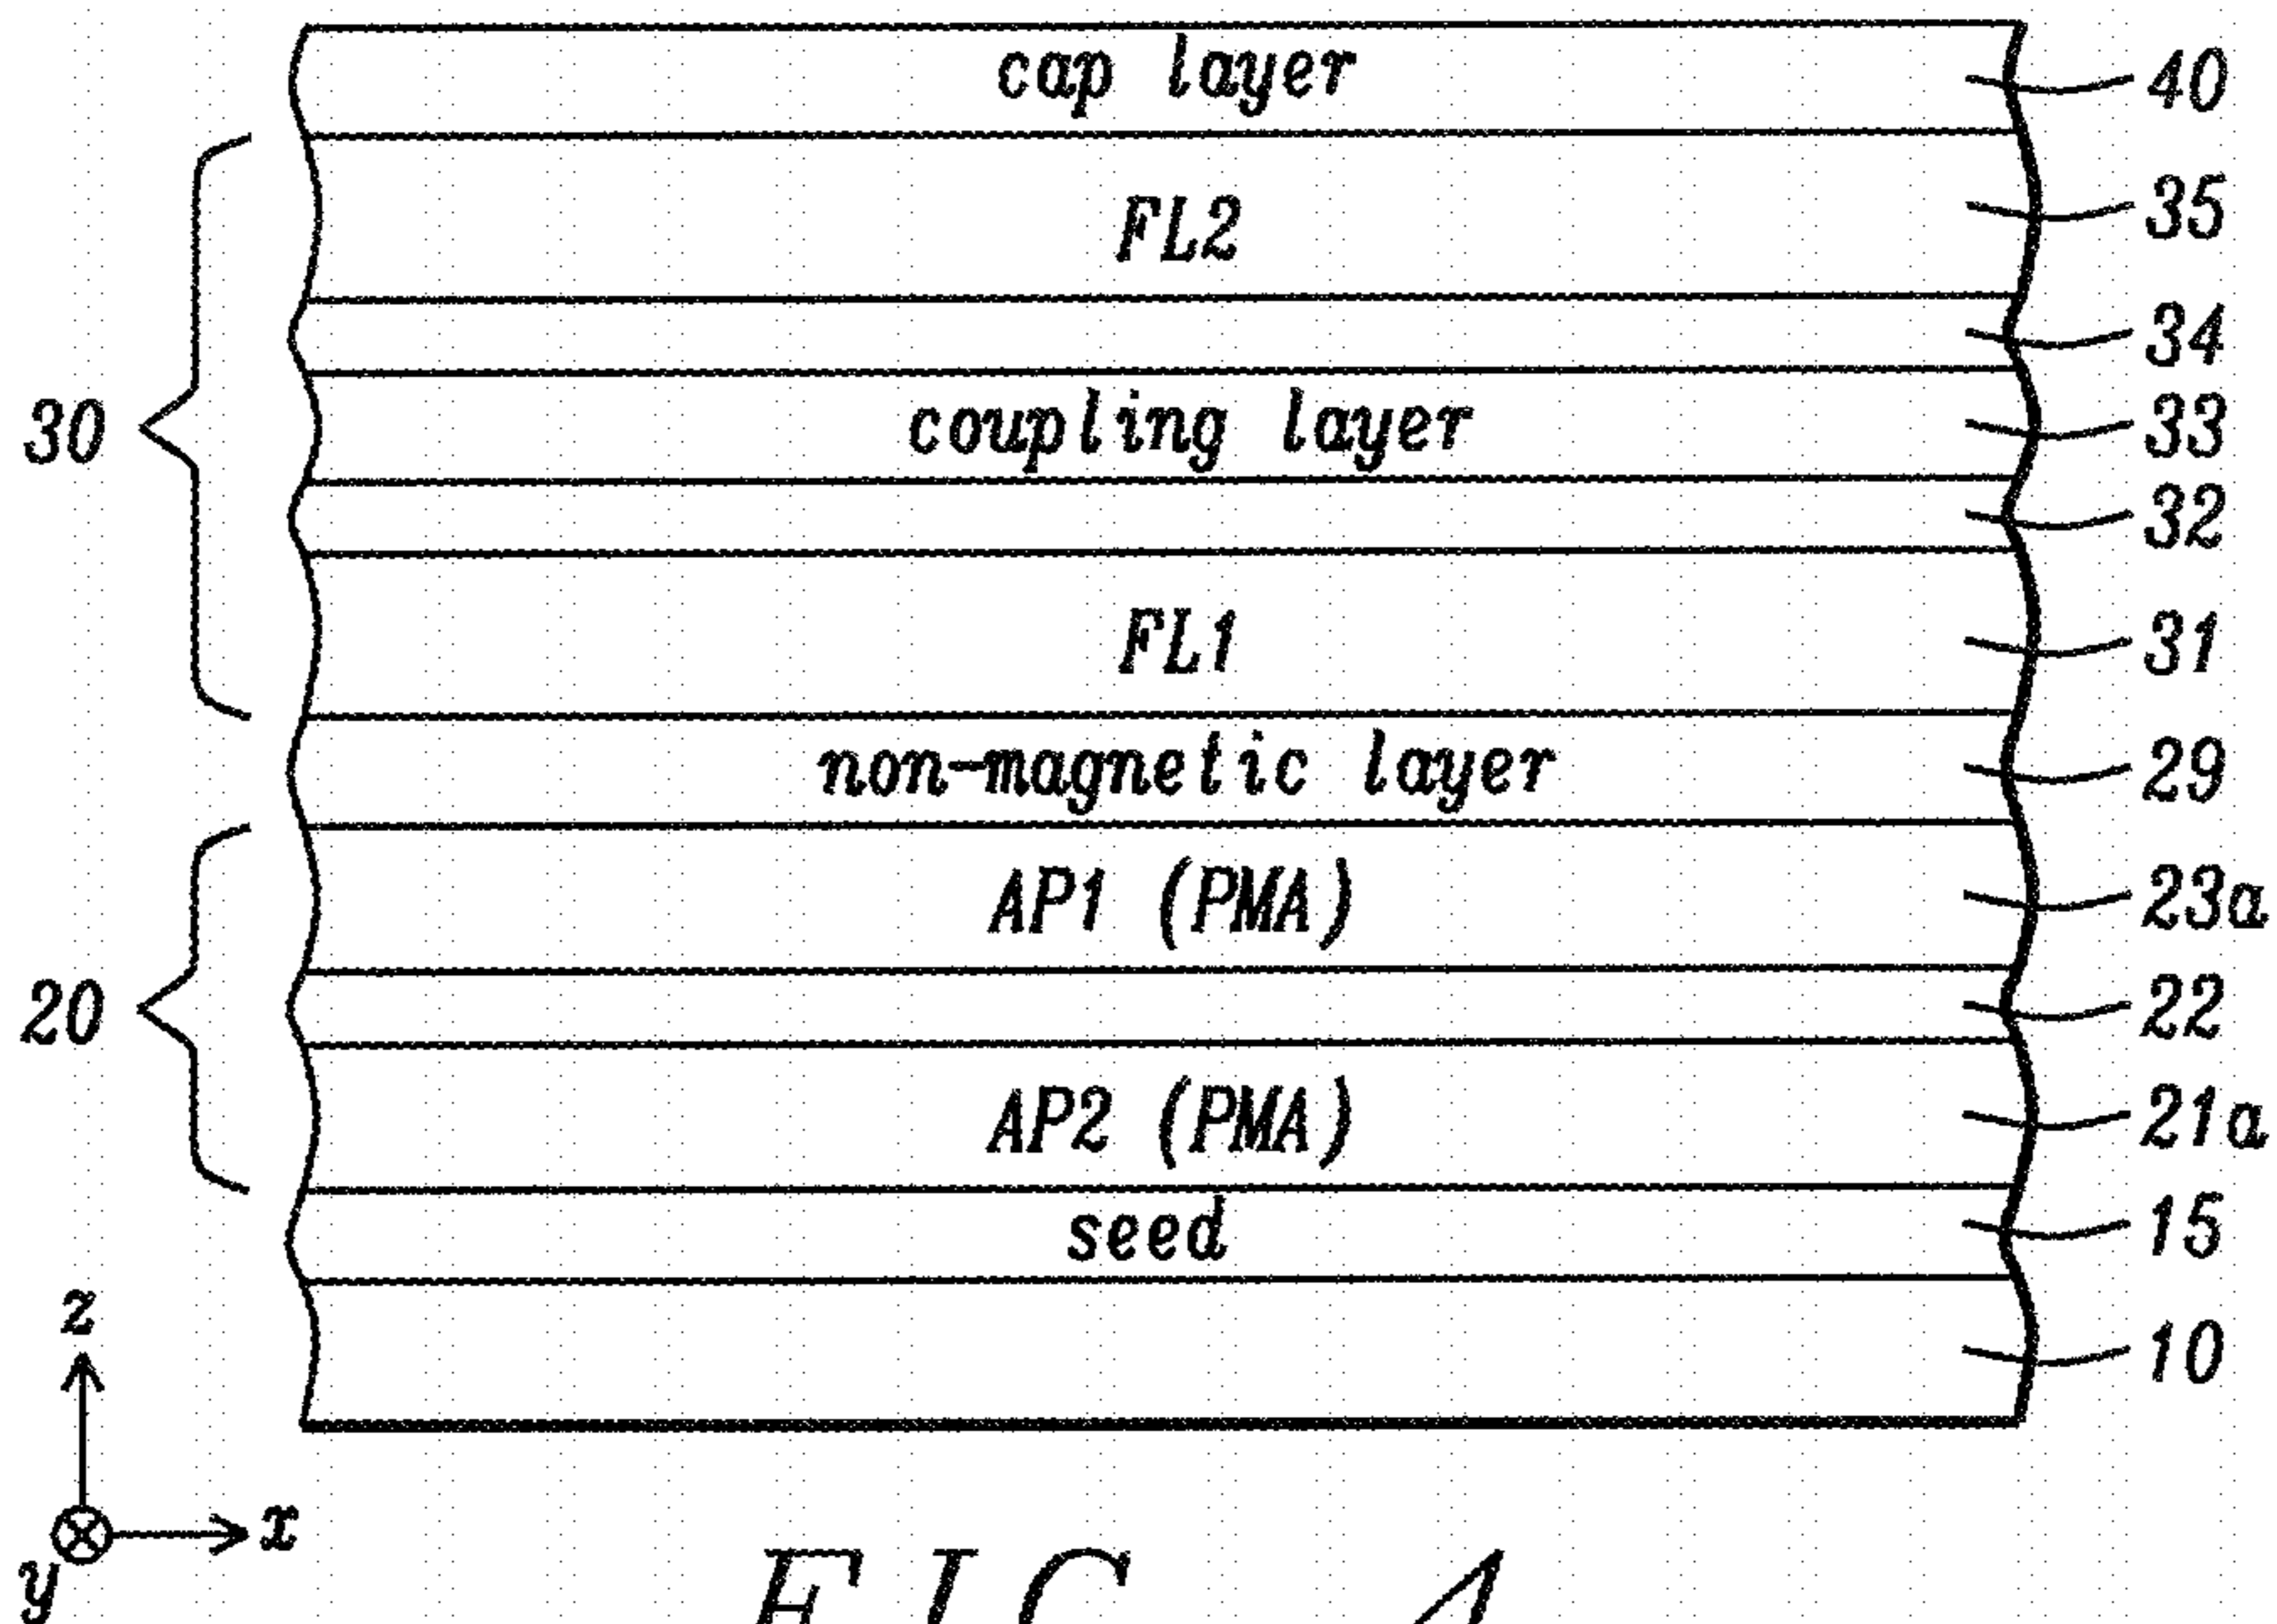 cap layer 40
FL2 35
34
30 coupling layer 33
32
FL1 31
non-magnetic layer 29
AP1 (PMA) 23a
20 22
AP2 (PMA) 21a
seed 15
z 10
x
y